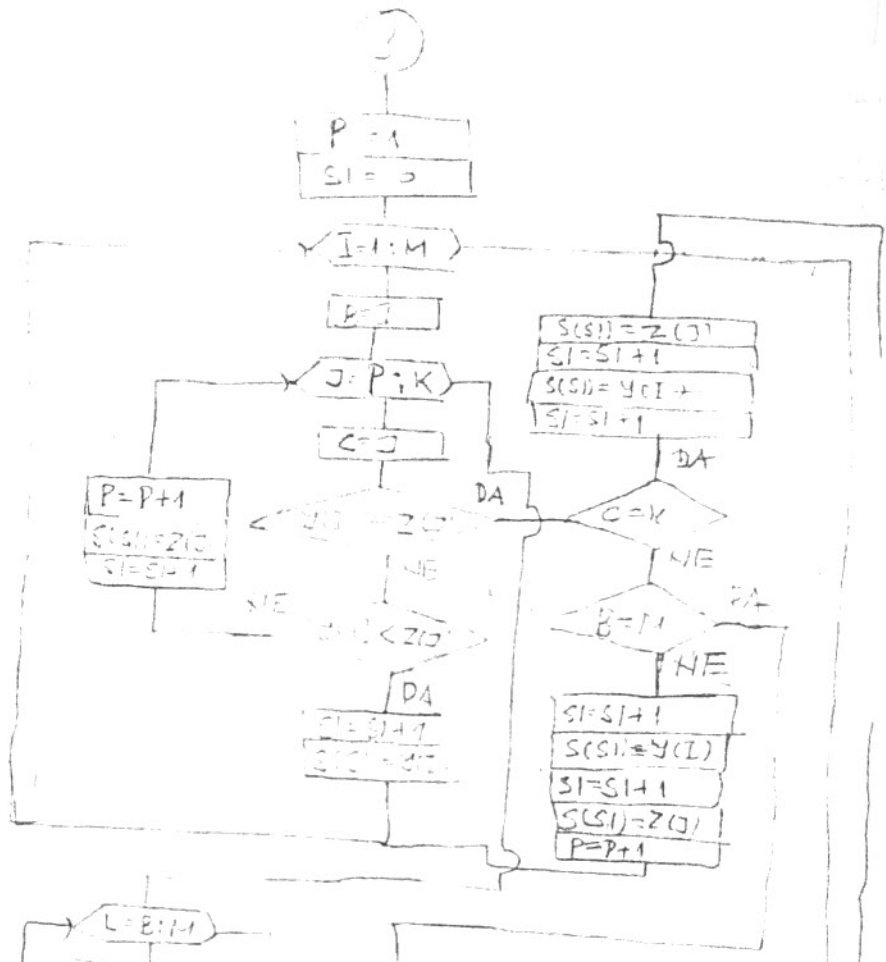 P=1
SI=0
I=1:M
B=I
J=P:K
C=J
P=P+1
S(SI)=Z(J
SI=SI+1
=Z(J)
DA
NE
NE
<Z(J)
DA
SI=SI+1
S(SI)=Z(J)
SI=SI+1
S(SI)=Y(I+
SI=SI+1
DA
C=K
NE
B=M
DA
NE
SI=SI+1
S(SI)=Y(I)
SI=SI+1
S(SI)=Z(J)
P=P+1
L=B:M